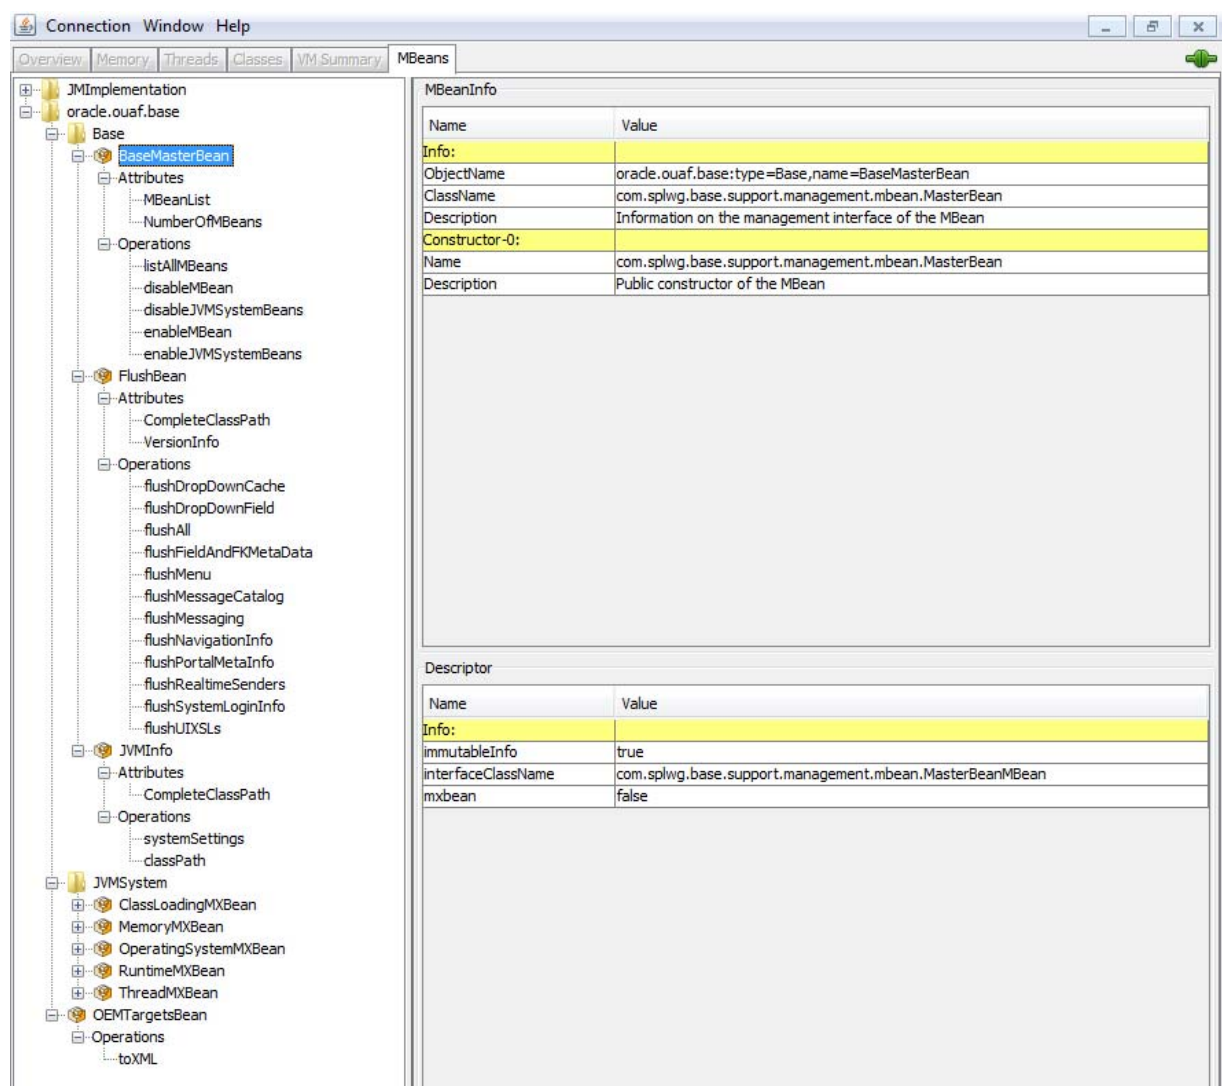 Connection Window Help
Overview Memory Threads Classes VM Summary MBeans
JMImplementation
oracle.ouaf.base
Base
BaseMasterBean
Attributes
MBeanList
NumberOfMBeans
Operations
listAllMBeans
disableMBean
disableJVMSystemBeans
enableMBean
enableJVMSystemBeans
FlushBean
Attributes
CompleteClassPath
VersionInfo
Operations
flushDropDownCache
flushDropDownField
flushAll
flushFieldAndFKMetaData
flushMenu
flushMessageCatalog
flushMessaging
flushNavigationInfo
flushPortalMetaInfo
flushRealtimeSenders
flushSystemLoginInfo
flushUIXSLs
JVMInfo
Attributes
CompleteClassPath
Operations
systemSettings
classPath
JVMSystem
ClassLoadingMXBean
MemoryMXBean
OperatingSystemMXBean
RuntimeMXBean
ThreadMXBean
OEMTargetsBean
Operations
toXML
MBeanInfo
Name Value
Info:
ObjectName oracle.ouaf.base:type=Base,name=BaseMasterBean
ClassName com.splwg.base.support.management.mbean.MasterBean
Description Information on the management interface of the MBean
Constructor-0:
Name com.splwg.base.support.management.mbean.MasterBean
Description Public constructor of the MBean
Descriptor
Name Value
Info:
immutableInfo true
interfaceClassName com.splwg.base.support.management.mbean.MasterBeanMBean
mxbean false